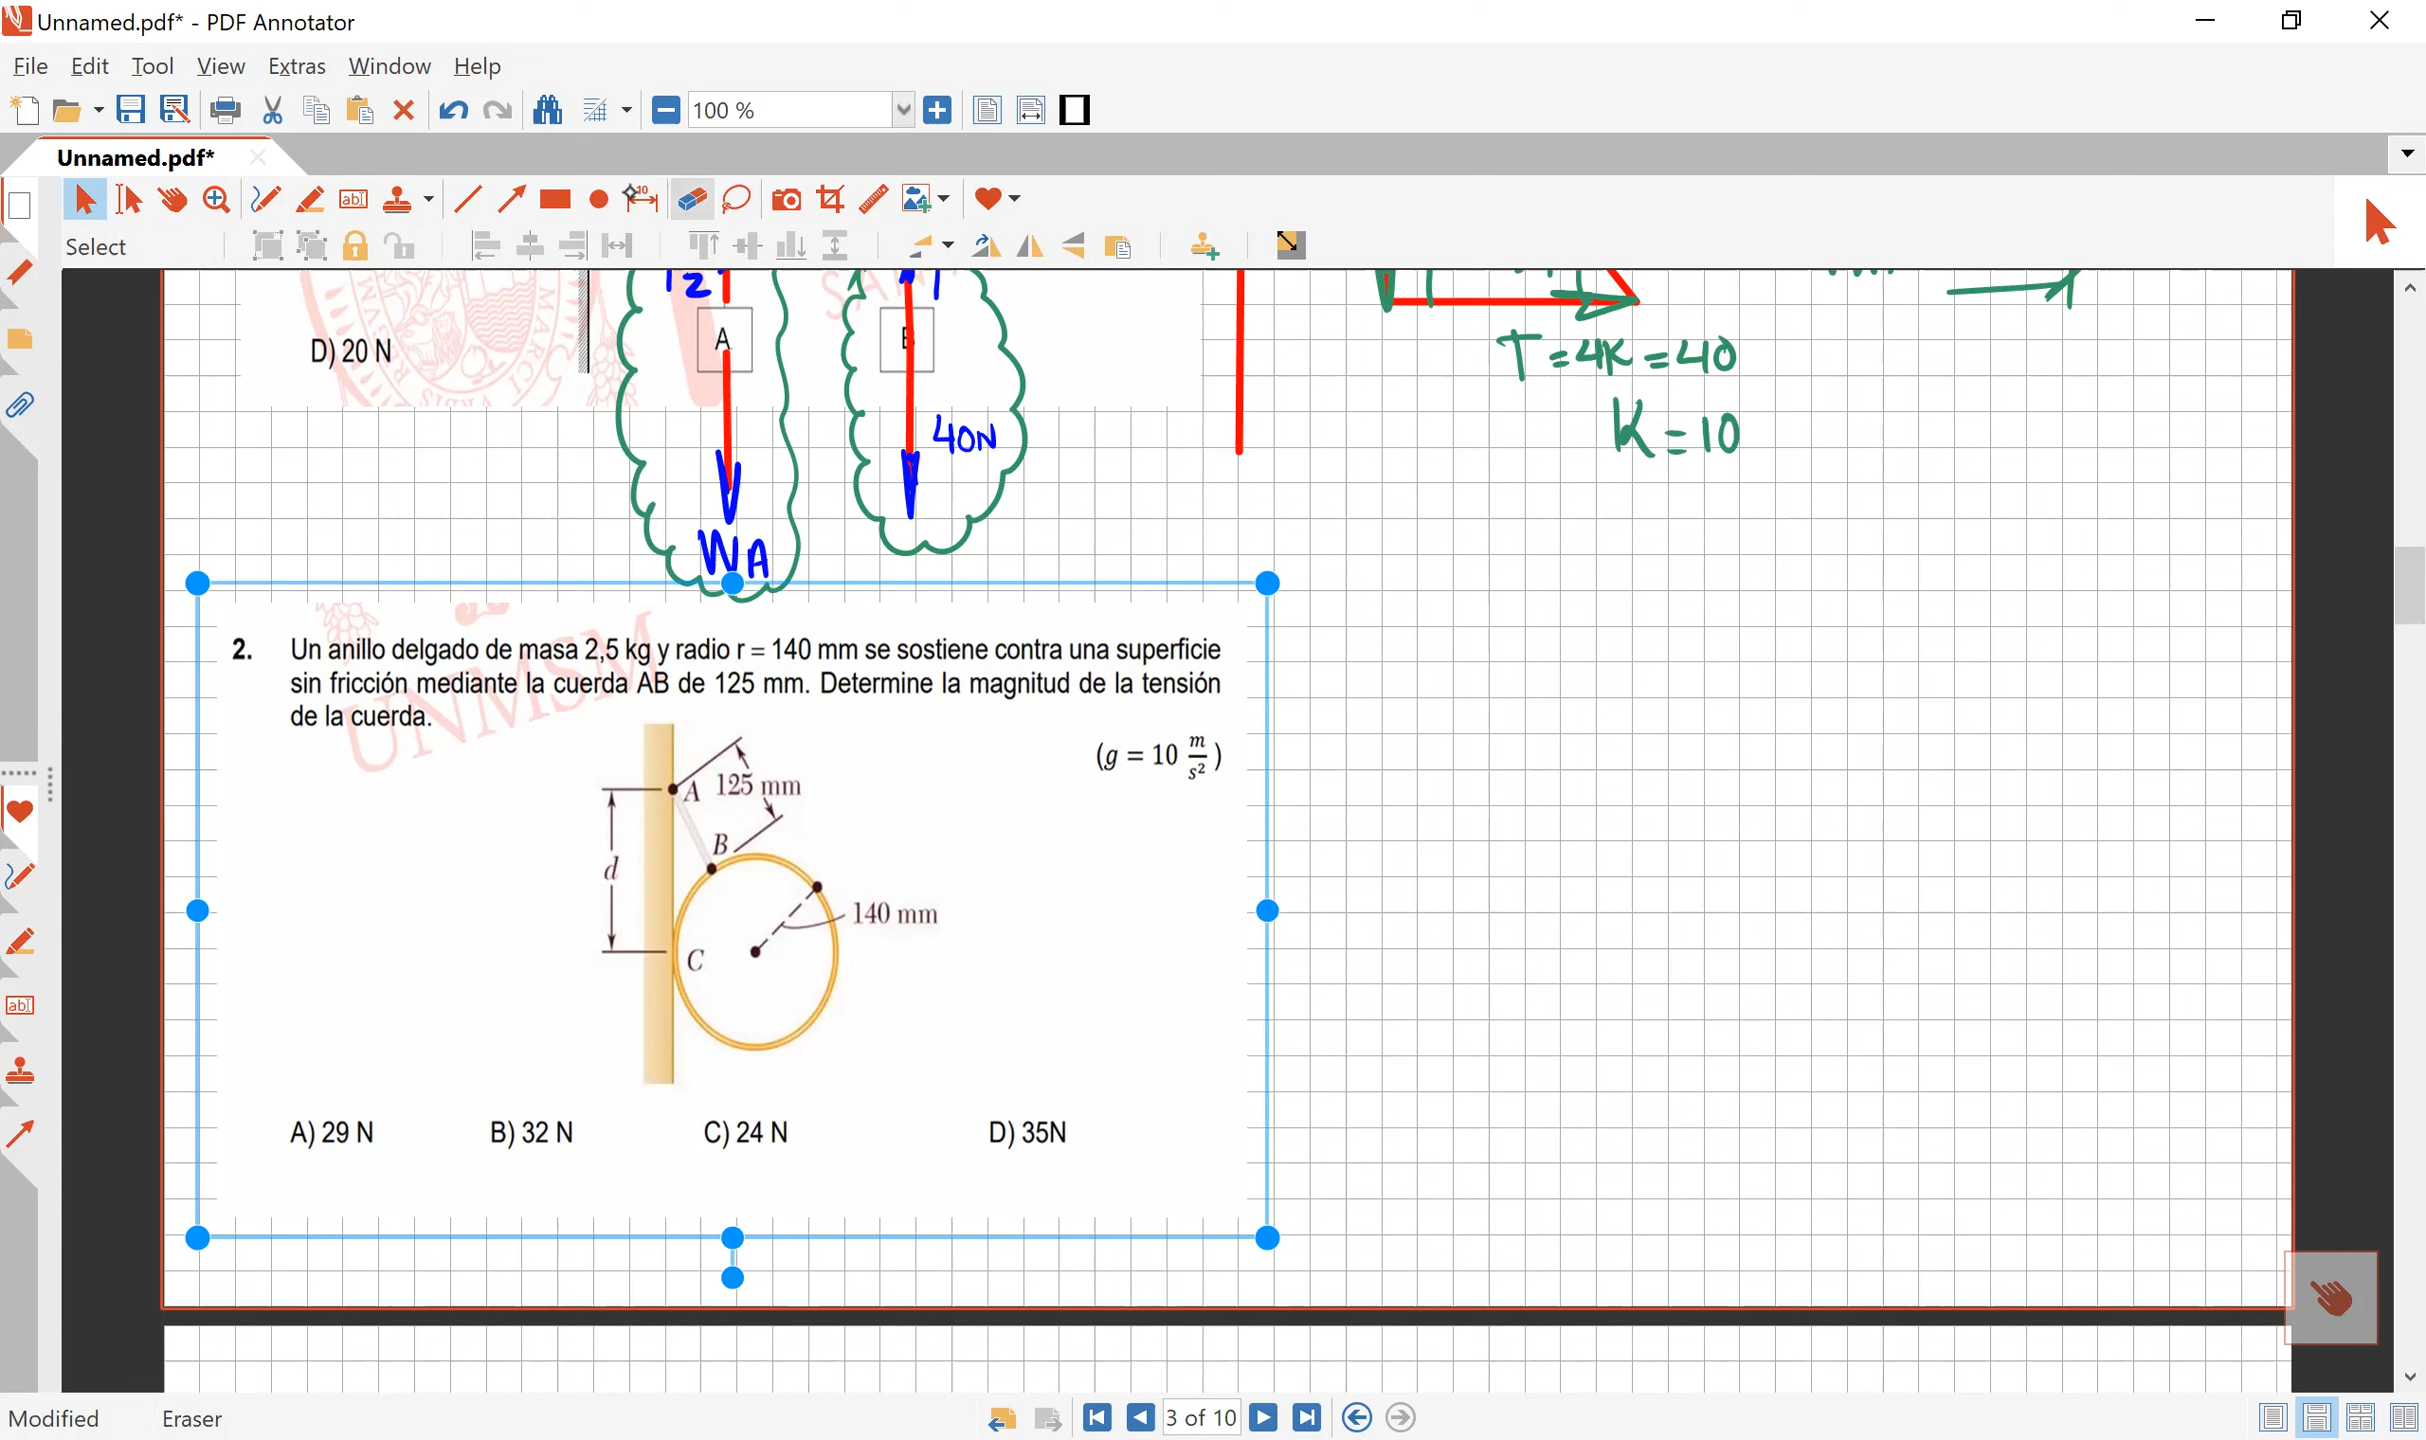 Unnamed.pdf* - PDF Annotator
File Edit Tool View Extras Window Help
100 %
Unnamed.pdf*
Select
D) 20 N
A
40N
WA
T = 4K = 40
K = 10
2. Un anillo delgado de masa 2,5 kg y radio r = 140 mm se sostiene contra una superficie
sin fricción mediante la cuerda AB de 125 mm. Determine la magnitud de la tensión
de la cuerda.
UNMSM
(g = 10 m/s²)
A 125 mm
B
d
140 mm
C
A) 29 N B) 32 N C) 24 N D) 35N
Modified Eraser 3 of 10